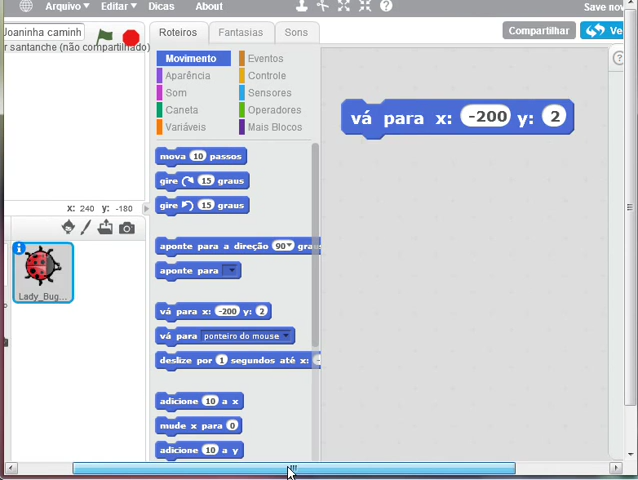 Arquivo Editar Dicas About Save now
Joaninha caminh
r santanche (não compartilhado)
Roteiros Fantasias Sons Compartilhar Ve
Movimento Eventos
Aparência Controle
Som Sensores
Caneta Operadores
Variáveis Mais Blocos
vá para x: -200 y: 2
mova 10 passos
gire 15 graus
gire 15 graus
x: 240 y: -180
aponte para a direção 90 graus
aponte para
Lady_Bug...
vá para x: -200 y: 2
vá para ponteiro do mouse
deslize por 1 segundos até x: -
adicione 10 a x
mude x para 0
adicione 10 a y